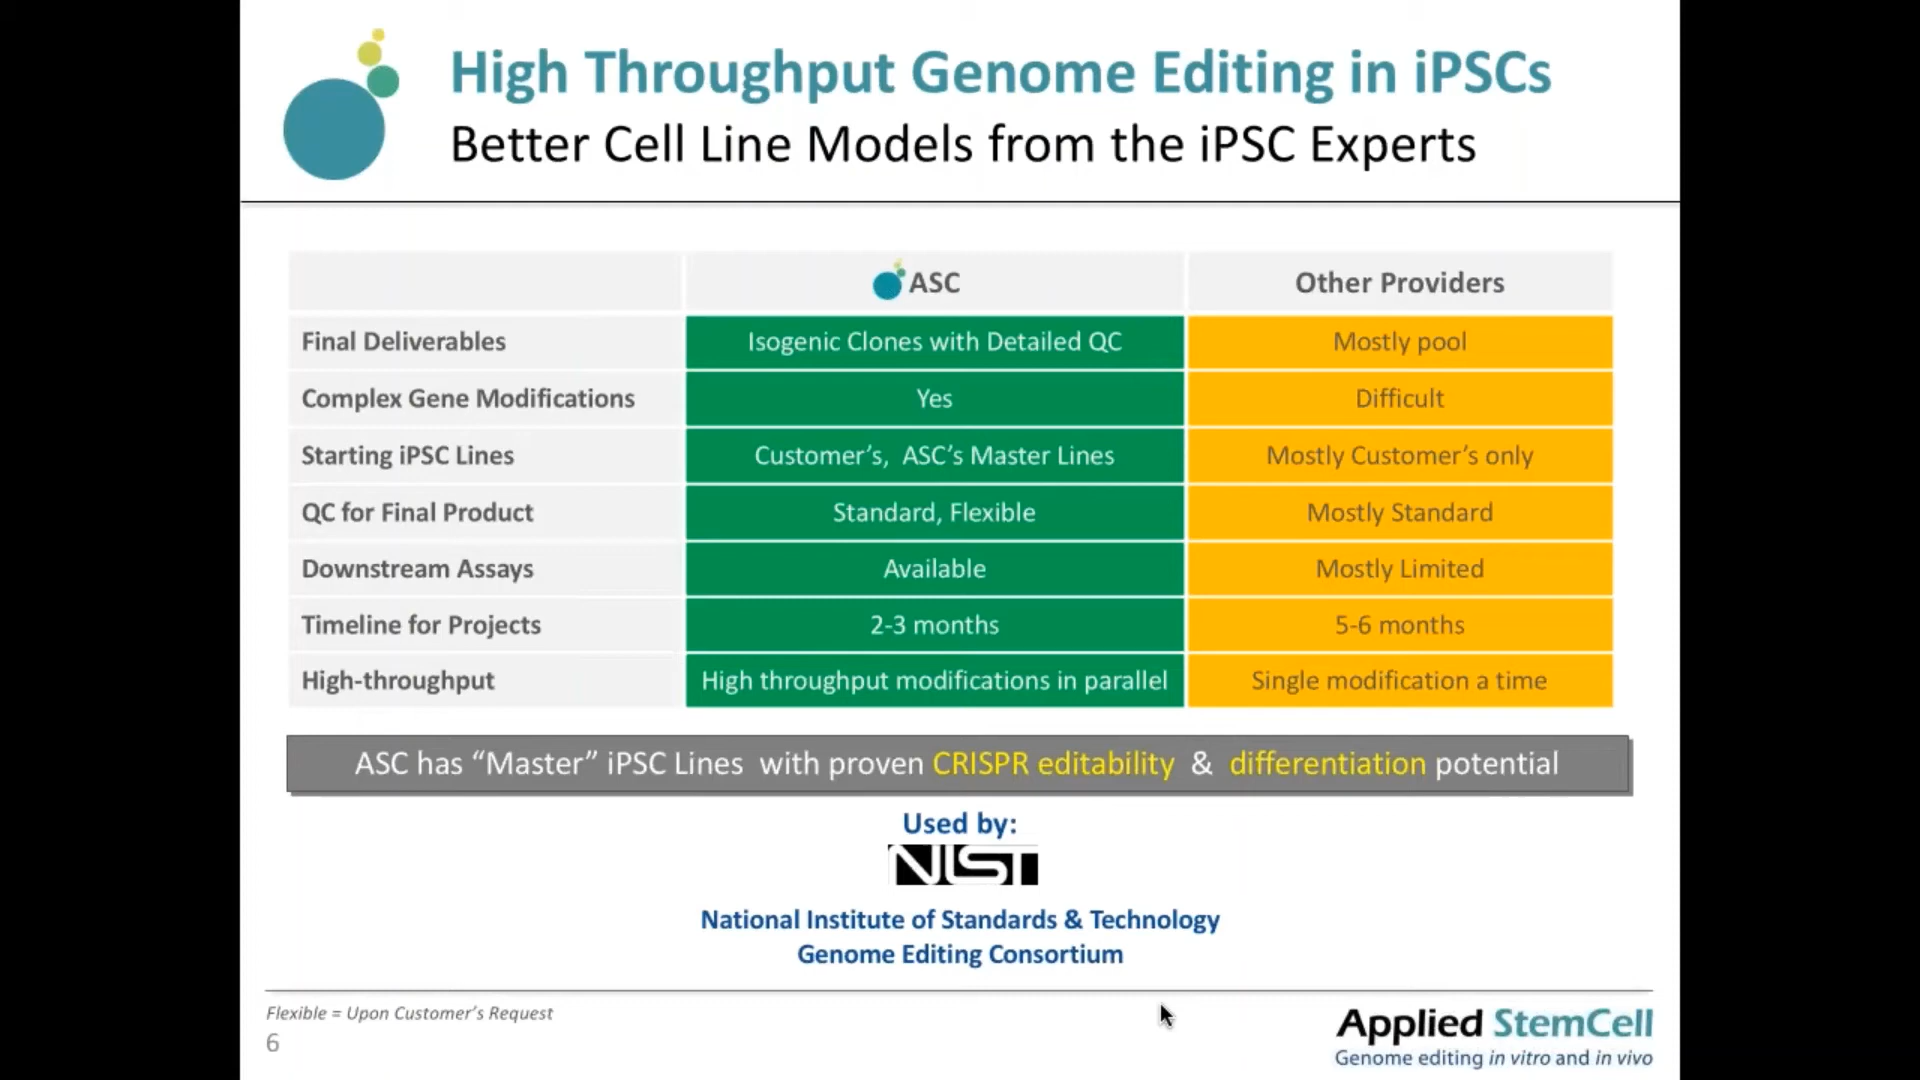 High Throughput Genome Editing in iPSCs
Better Cell Line Models from the iPSC Experts
ASC Other Providers
Final Deliverables Isogenic Clones with Detailed QC Mostly pool
Complex Gene Modifications Yes Difficult
Starting iPSC Lines Customer’s, ASC’s Master Lines Mostly Customer’s only
QC for Final Product Standard, Flexible Mostly Standard
Downstream Assays Available Mostly Limited
Timeline for Projects 2-3 months 5-6 months
High-throughput High throughput modifications in parallel Single modification a time
ASC has “Master” iPSC Lines with proven CRISPR editability & differentiation potential
Used by:
NIST
National Institute of Standards & Technology
Genome Editing Consortium
Flexible = Upon Customer’s Request
6
Applied StemCell
Genome editing in vitro and in vivo